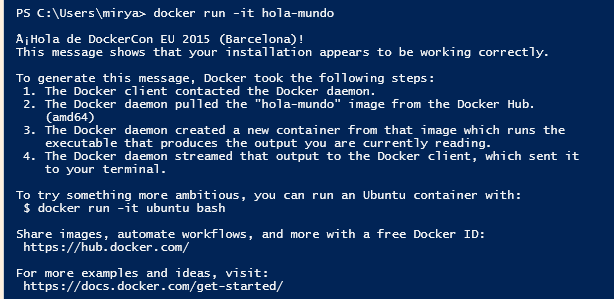 PS C:\Users\mirya> docker run -it hola-mundo
Â¡Hola de DockerCon EU 2015 (Barcelona)!
This message shows that your installation appears to be working correctly.
To generate this message, Docker took the following steps:
1. The Docker client contacted the Docker daemon.
2. The Docker daemon pulled the "hola-mundo" image from the Docker Hub.
(amd64)
3. The Docker daemon created a new container from that image which runs the
executable that produces the output you are currently reading.
4. The Docker daemon streamed that output to the Docker client, which sent it
to your terminal.
To try something more ambitious, you can run an Ubuntu container with:
$ docker run -it ubuntu bash
Share images, automate workflows, and more with a free Docker ID:
https://hub.docker.com/
For more examples and ideas, visit:
https://docs.docker.com/get-started/